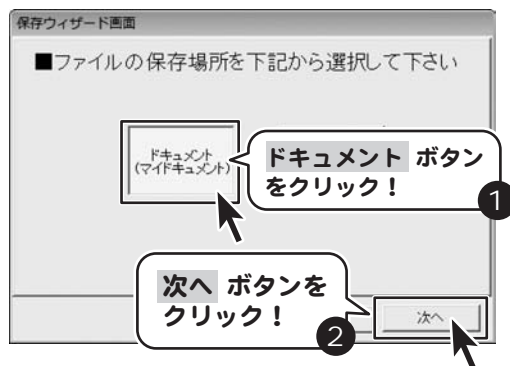 保存ウィザード画面
■ファイルの保存場所を下記から選択して下さい
ドキュメント
(マイドキュメント)
ドキュメント ボタン
をクリック！
1
次へ ボタンを
クリック！
2
次へ